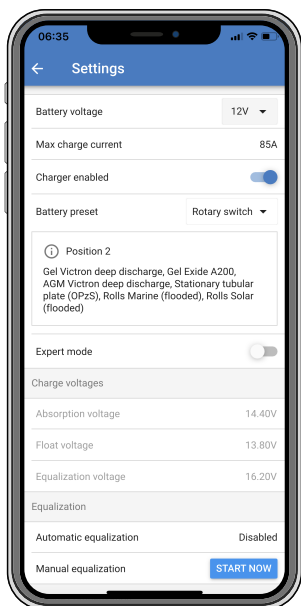 06:35
Settings
Battery voltage 12V
Max charge current 85A
Charger enabled
Battery preset Rotary switch
Position 2
Gel Victron deep discharge, Gel Exide A200,
AGM Victron deep discharge, Stationary tubular
plate (OPzS), Rolls Marine (flooded), Rolls Solar
(flooded)
Expert mode
Charge voltages
Absorption voltage 14.40V
Float voltage 13.80V
Equalization voltage 16.20V
Equalization
Automatic equalization Disabled
Manual equalization START NOW